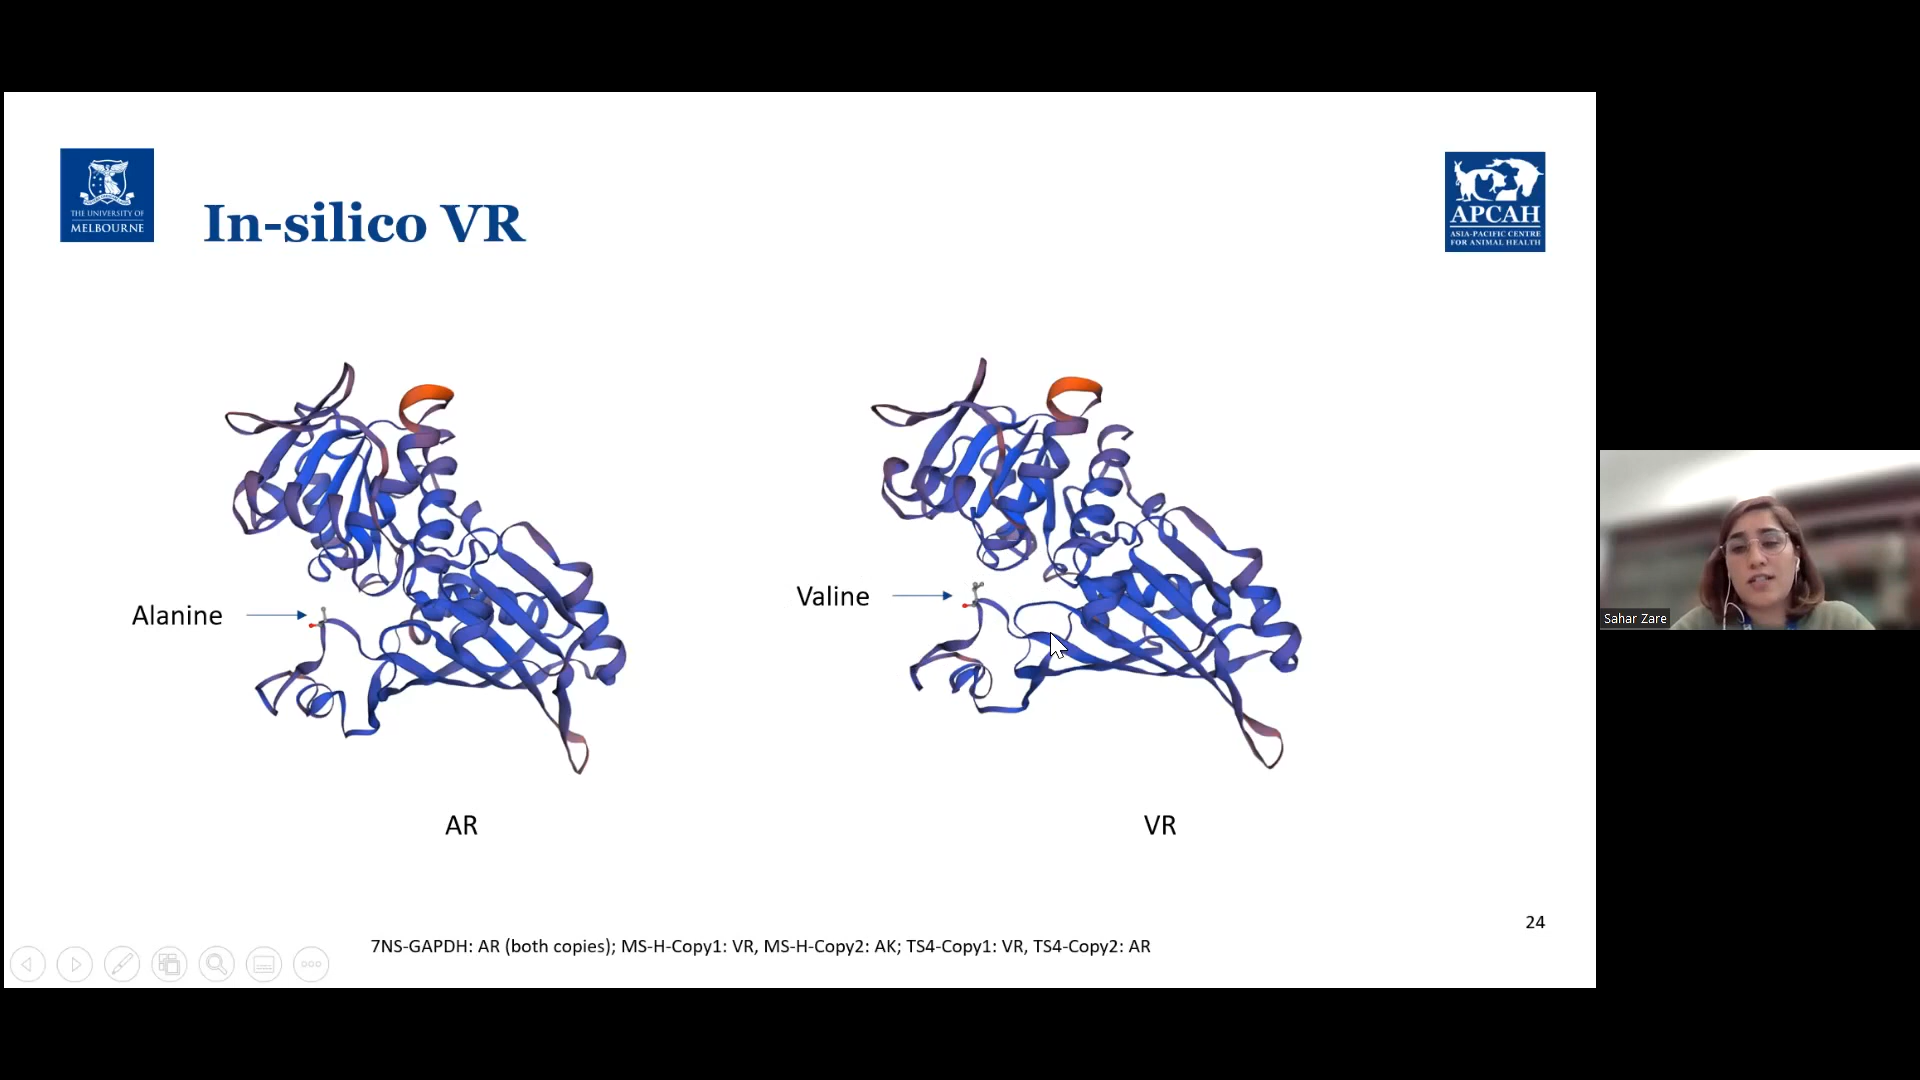 THE UNIVERSITY OF
MELBOURNE
In-silico VR
APCAH
ASIA-PACIFIC CENTRE
FOR ANIMAL HEALTH
Alanine
Valine
AR
VR
Sahar Zare
24
7NS-GAPDH: AR (both copies); MS-H-Copy1: VR, MS-H-Copy2: AK; TS4-Copy1: VR, TS4-Copy2: AR